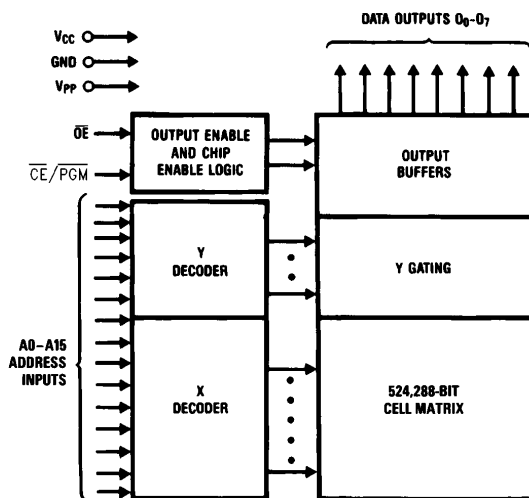 DATA OUTPUTS O0-O7
VCC
GND
VPP
OE
CE/PGM
OUTPUT ENABLE
AND CHIP
ENABLE LOGIC
OUTPUT
BUFFERS
Y
DECODER
Y GATING
A0–A15
ADDRESS
INPUTS
X
DECODER
524,288-BIT
CELL MATRIX